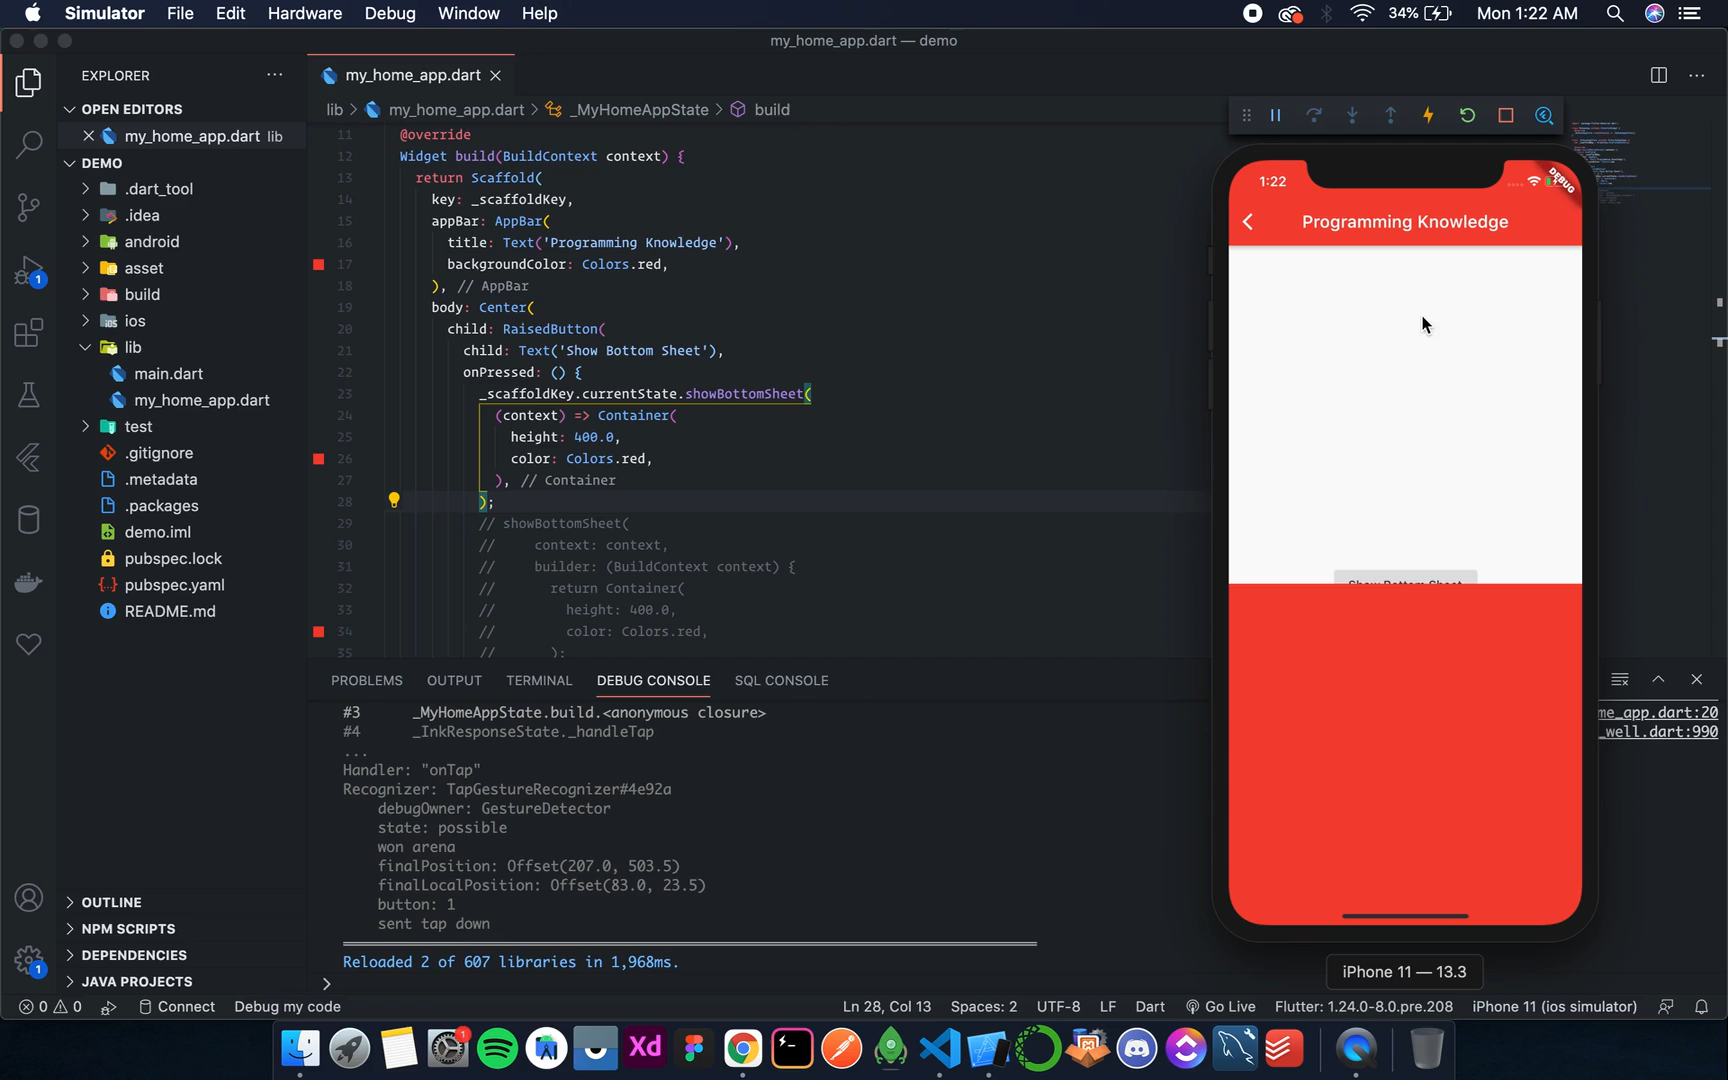 Simulator File Edit Hardware Debug Window Help
34% Mon 1:22 AM
my_home_app.dart — demo
EXPLORER
my_home_app.dart
OPEN EDITORS
my_home_app.dart lib
DEMO
.dart_tool
.idea
android
asset
build
ios
lib
main.dart
my_home_app.dart
test
.gitignore
.metadata
.packages
demo.iml
pubspec.lock
pubspec.yaml
README.md
OUTLINE
NPM SCRIPTS
DEPENDENCIES
JAVA PROJECTS
1
1
lib > my_home_app.dart > _MyHomeAppState > build
11 @override
12 Widget build(BuildContext context) {
13 return Scaffold(
14 key: _scaffoldKey,
15 appBar: AppBar(
16 title: Text('Programming Knowledge'),
17 backgroundColor: Colors.red,
18 ), // AppBar
19 body: Center(
20 child: RaisedButton(
21 child: Text('Show Bottom Sheet'),
22 onPressed: () {
23 _scaffoldKey.currentState.showBottomSheet(
24 (context) => Container(
25 height: 400.0,
26 color: Colors.red,
27 ), // Container
28 );
29 // showBottomSheet(
30 // context: context,
31 // builder: (BuildContext context) {
32 // return Container(
33 // height: 400.0,
34 // color: Colors.red,
35 // );
PROBLEMS OUTPUT TERMINAL DEBUG CONSOLE SQL CONSOLE
#3 _MyHomeAppState.build.<anonymous closure>
me_app.dart:20
#4 _InkResponseState._handleTap
_well.dart:990
...
Handler: "onTap"
Recognizer: TapGestureRecognizer#4e92a
debugOwner: GestureDetector
state: possible
won arena
finalPosition: Offset(207.0, 503.5)
finalLocalPosition: Offset(83.0, 23.5)
button: 1
sent tap down
Reloaded 2 of 607 libraries in 1,968ms.
>
1:22
DEBUG
Programming Knowledge
Show Bottom Sheet
iPhone 11 — 13.3
0 0 Connect Debug my code
Ln 28, Col 13 Spaces: 2 UTF-8 LF Dart Go Live Flutter: 1.24.0-8.0.pre.208 iPhone 11 (ios simulator)
1
Xd